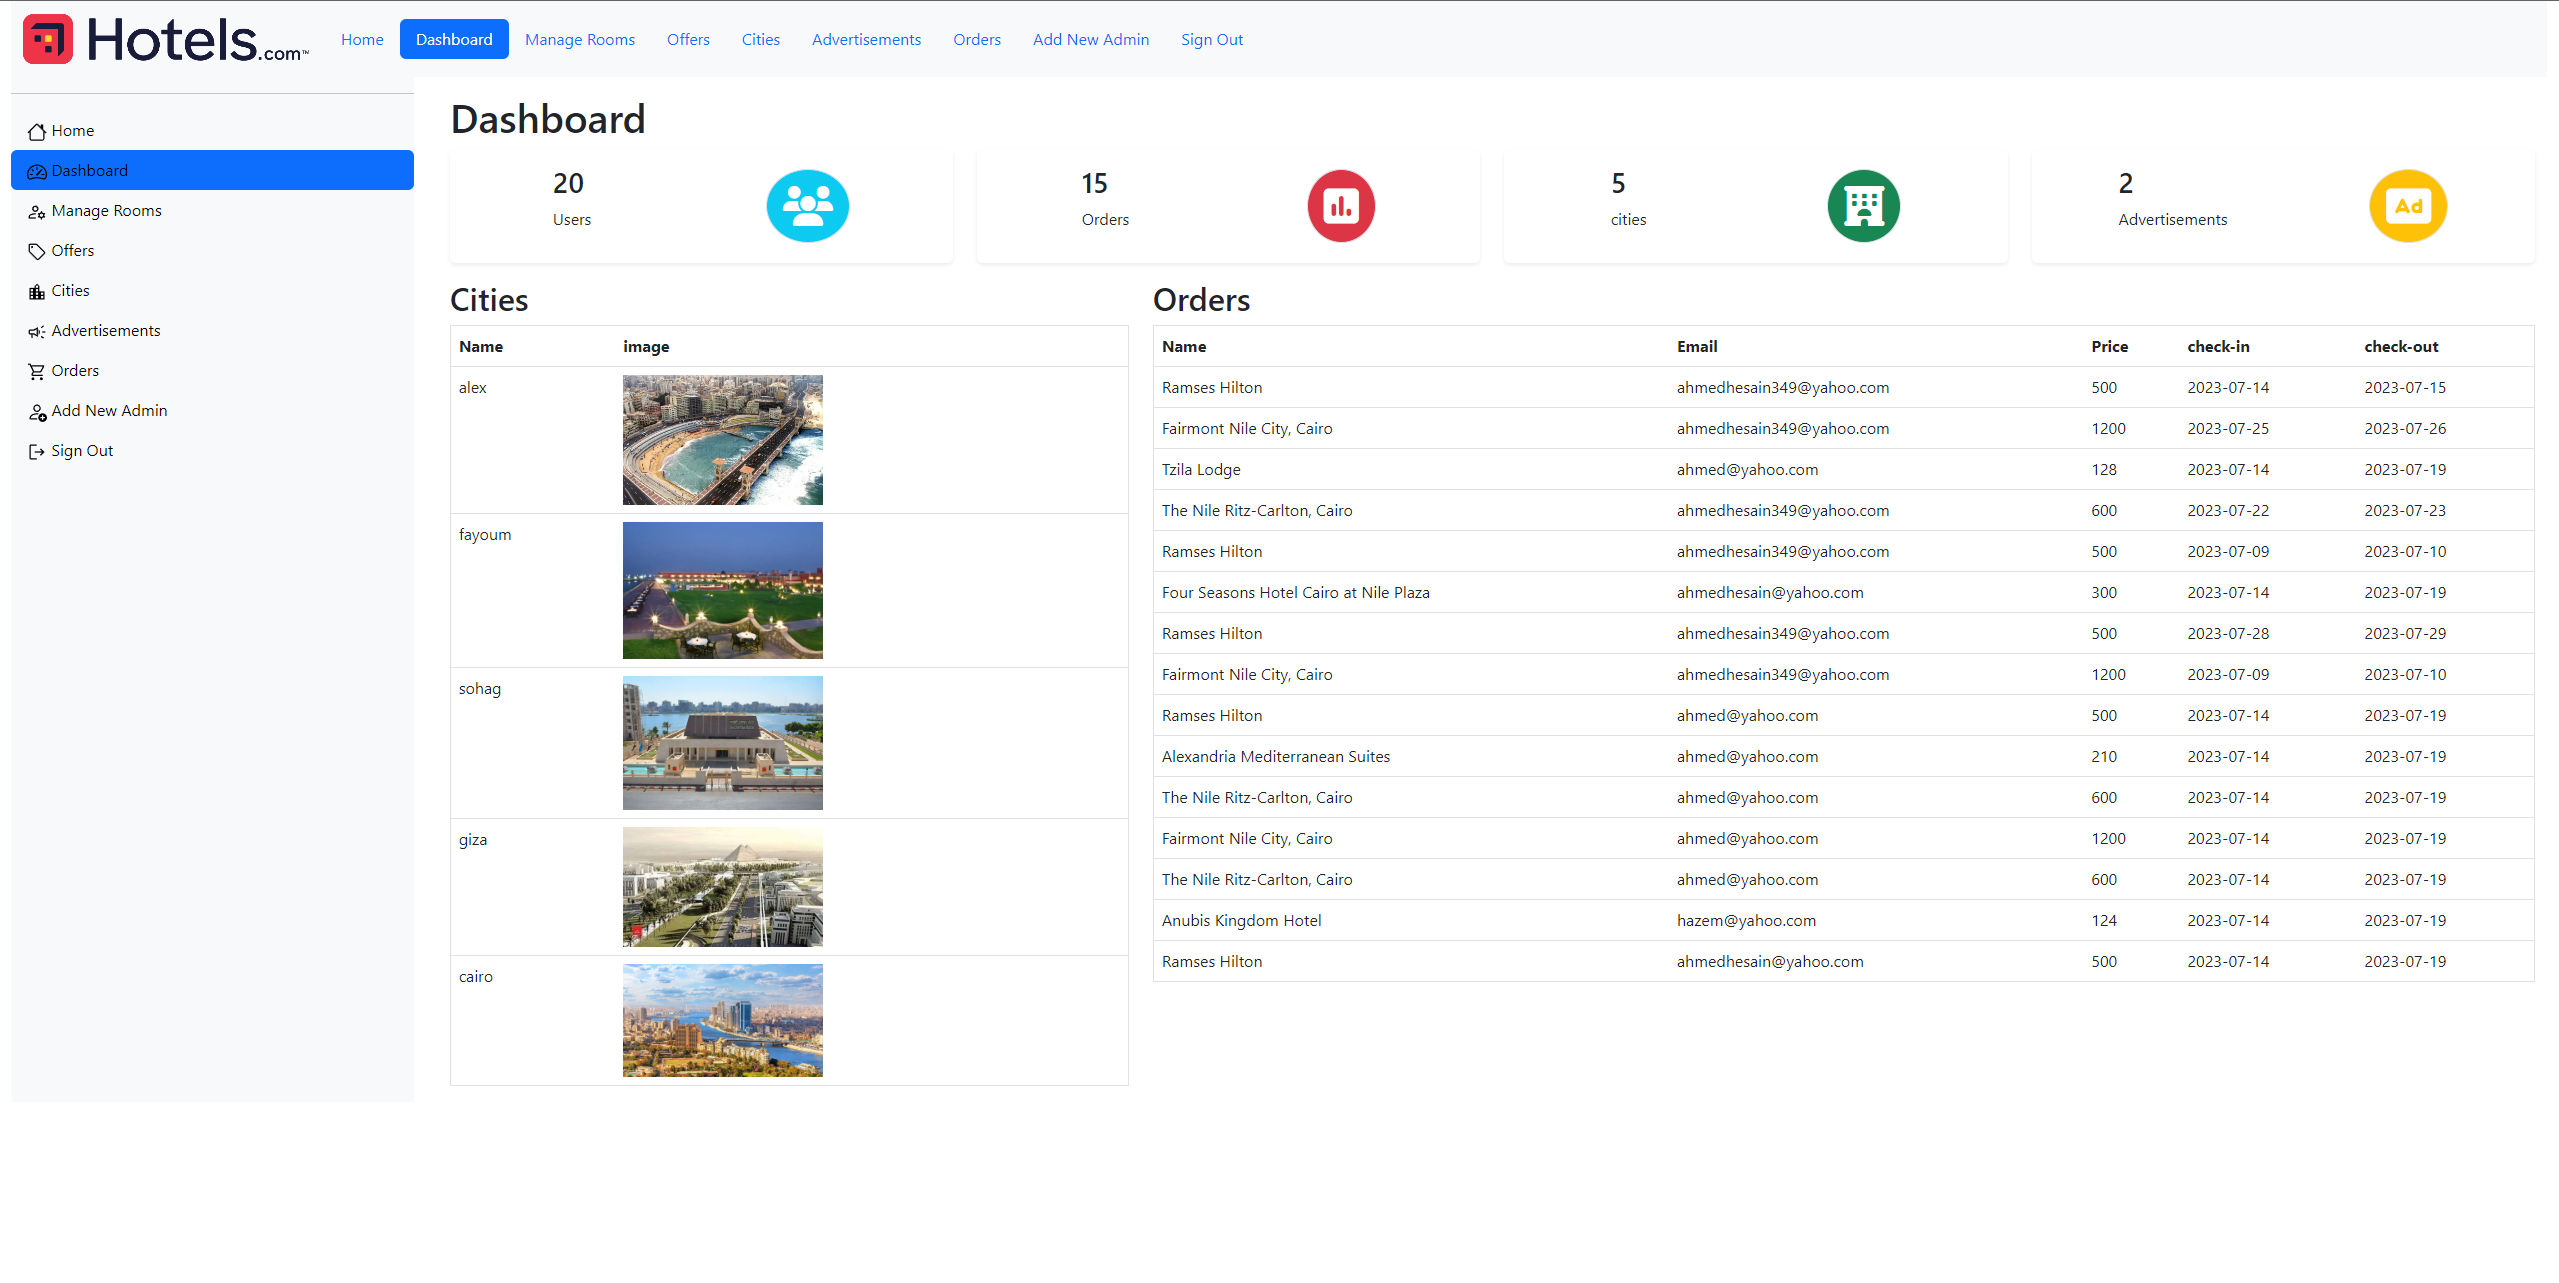 Hotels.com™
Home Dashboard Manage Rooms Offers Cities Advertisements Orders Add New Admin Sign Out
Home
Dashboard
Manage Rooms
Offers
Cities
Advertisements
Orders
Add New Admin
Sign Out
Dashboard
20
Users
15
Orders
5
cities
2
Advertisements
Ad
Cities
Name image
alex
fayoum
sohag
giza
cairo
Orders
Name Email Price check-in check-out
Ramses Hilton ahmedhesain349@yahoo.com 500 2023-07-14 2023-07-15
Fairmont Nile City, Cairo ahmedhesain349@yahoo.com 1200 2023-07-25 2023-07-26
Tzila Lodge ahmed@yahoo.com 128 2023-07-14 2023-07-19
The Nile Ritz-Carlton, Cairo ahmedhesain349@yahoo.com 600 2023-07-22 2023-07-23
Ramses Hilton ahmedhesain349@yahoo.com 500 2023-07-09 2023-07-10
Four Seasons Hotel Cairo at Nile Plaza ahmedhesain@yahoo.com 300 2023-07-14 2023-07-19
Ramses Hilton ahmedhesain349@yahoo.com 500 2023-07-28 2023-07-29
Fairmont Nile City, Cairo ahmedhesain349@yahoo.com 1200 2023-07-09 2023-07-10
Ramses Hilton ahmed@yahoo.com 500 2023-07-14 2023-07-19
Alexandria Mediterranean Suites ahmed@yahoo.com 210 2023-07-14 2023-07-19
The Nile Ritz-Carlton, Cairo ahmed@yahoo.com 600 2023-07-14 2023-07-19
Fairmont Nile City, Cairo ahmed@yahoo.com 1200 2023-07-14 2023-07-19
The Nile Ritz-Carlton, Cairo ahmed@yahoo.com 600 2023-07-14 2023-07-19
Anubis Kingdom Hotel hazem@yahoo.com 124 2023-07-14 2023-07-19
Ramses Hilton ahmedhesain@yahoo.com 500 2023-07-14 2023-07-19